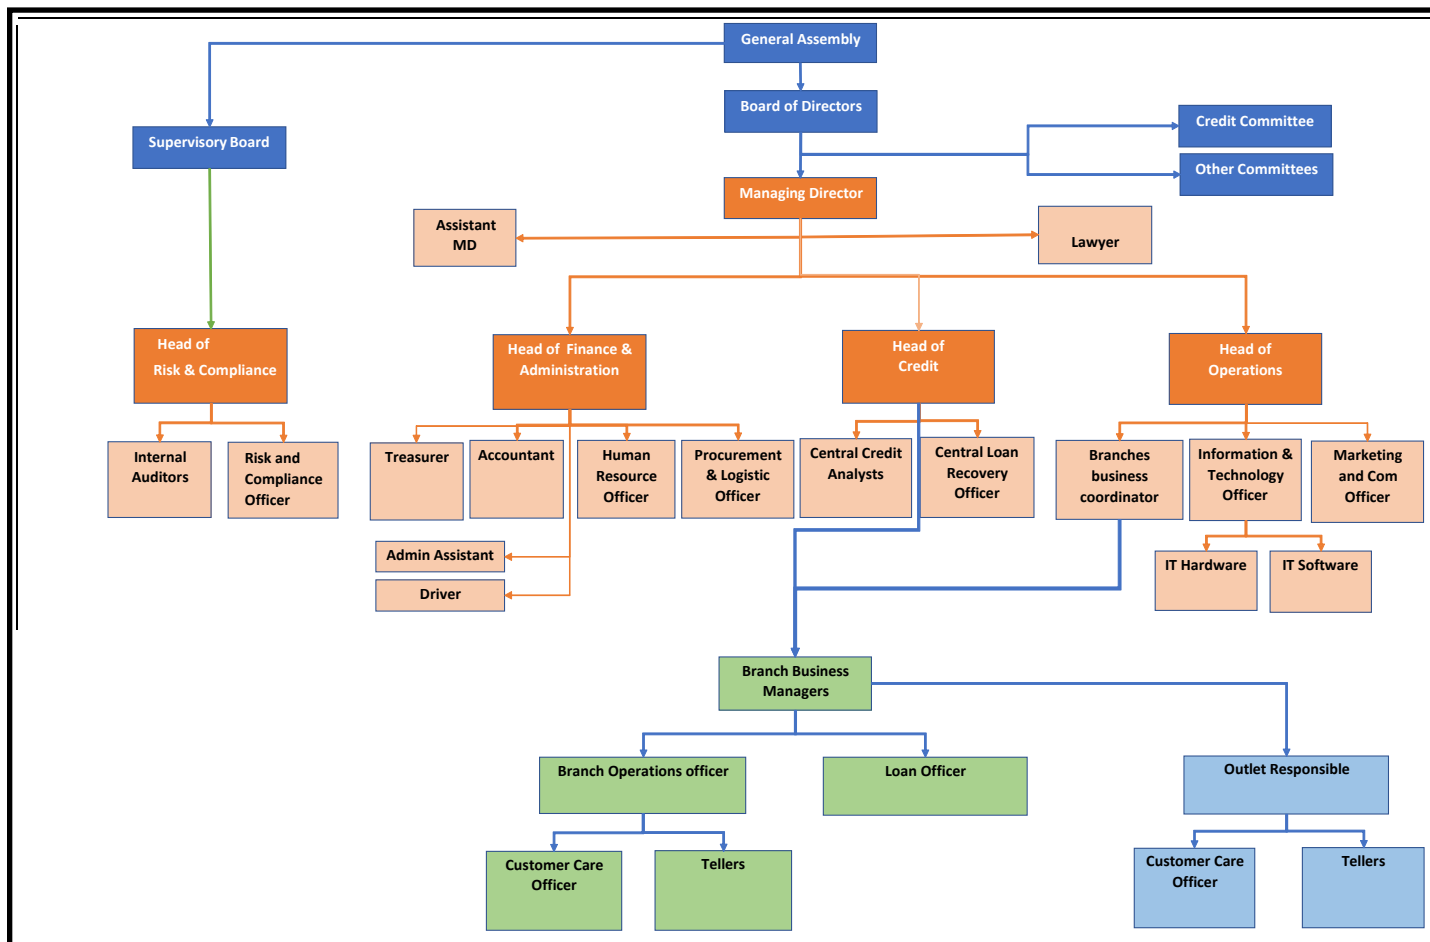 General Assembly
Board of Directors
Credit Committee
Supervisory Board
Other Committees
Managing Director
Assistant
MD
Lawyer
Head of
Risk & Compliance
Head of Finance &
Administration
Head of
Credit
Head of
Operations
Internal
Auditors
Risk and
Compliance
Officer
Treasurer
Accountant
Human
Resource
Officer
Procurement
& Logistic
Officer
Central Credit
Analysts
Central Loan
Recovery
Officer
Branches
business
coordinator
Information &
Technology
Officer
Marketing
and Com
Officer
Admin Assistant
Driver
IT Hardware
IT Software
Branch Business
Managers
Branch Operations officer
Loan Officer
Outlet Responsible
Customer Care
Officer
Tellers
Customer Care
Officer
Tellers